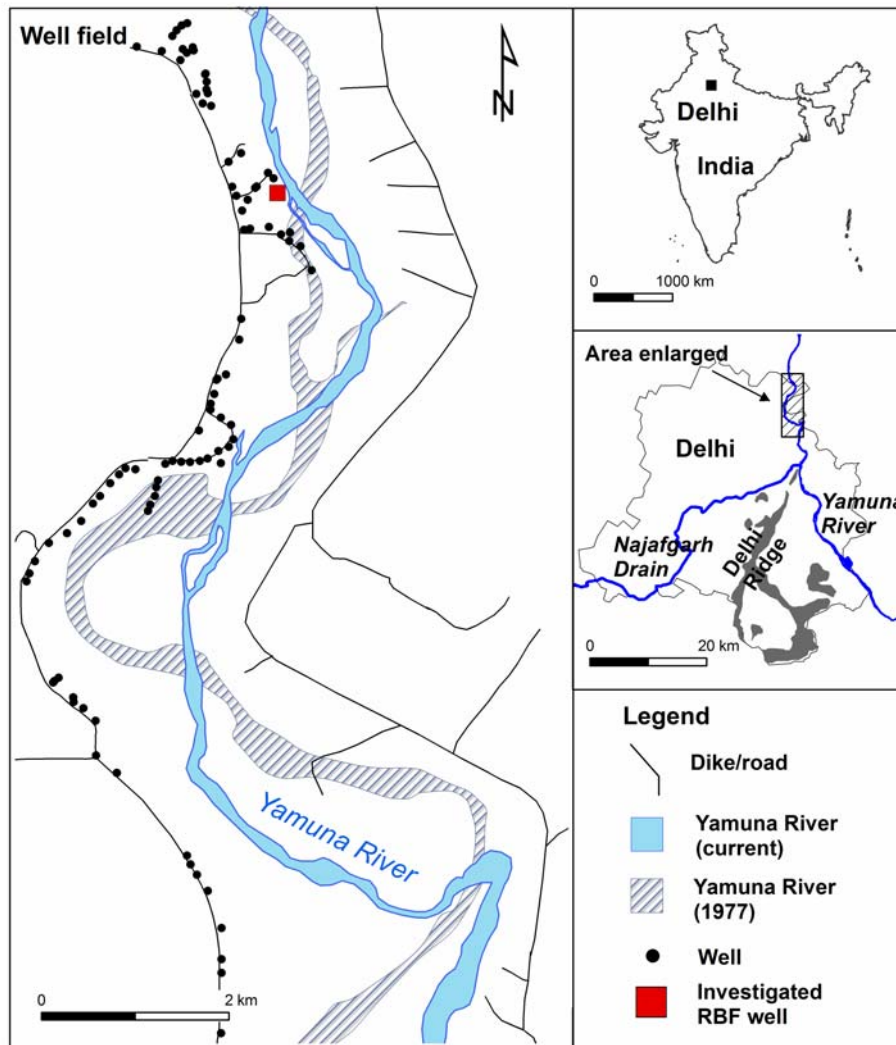 Well field
N
Yamuna River
0
2 km
Delhi
India
0
1000 km
Area enlarged
Delhi
Najafgarh
Drain
Delhi
Ridge
Yamuna
River
0
20 km
Legend
Dike/road
Yamuna River
(current)
Yamuna River
(1977)
Well
Investigated
RBF well